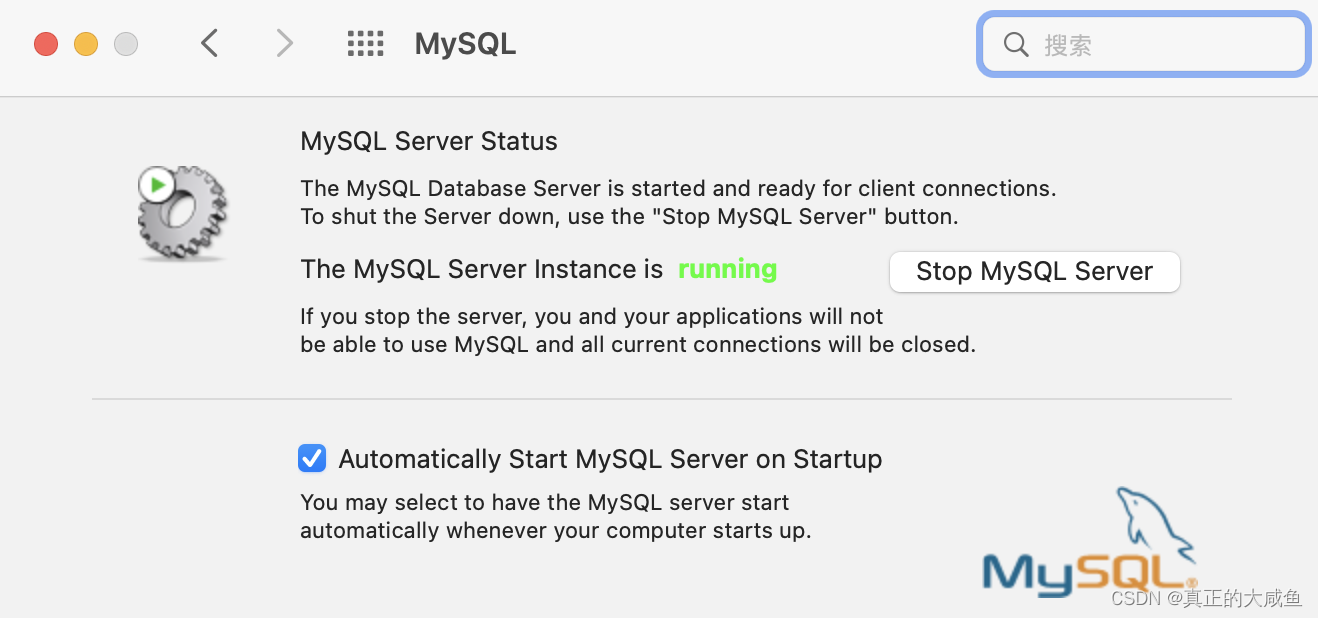 MySQL
搜索
MySQL Server Status
The MySQL Database Server is started and ready for client connections.
To shut the Server down, use the "Stop MySQL Server" button.
The MySQL Server Instance is running
Stop MySQL Server
If you stop the server, you and your applications will not
be able to use MySQL and all current connections will be closed.
Automatically Start MySQL Server on Startup
You may select to have the MySQL server start
automatically whenever your computer starts up.
MySQL®
CSDN @真正的大咸鱼